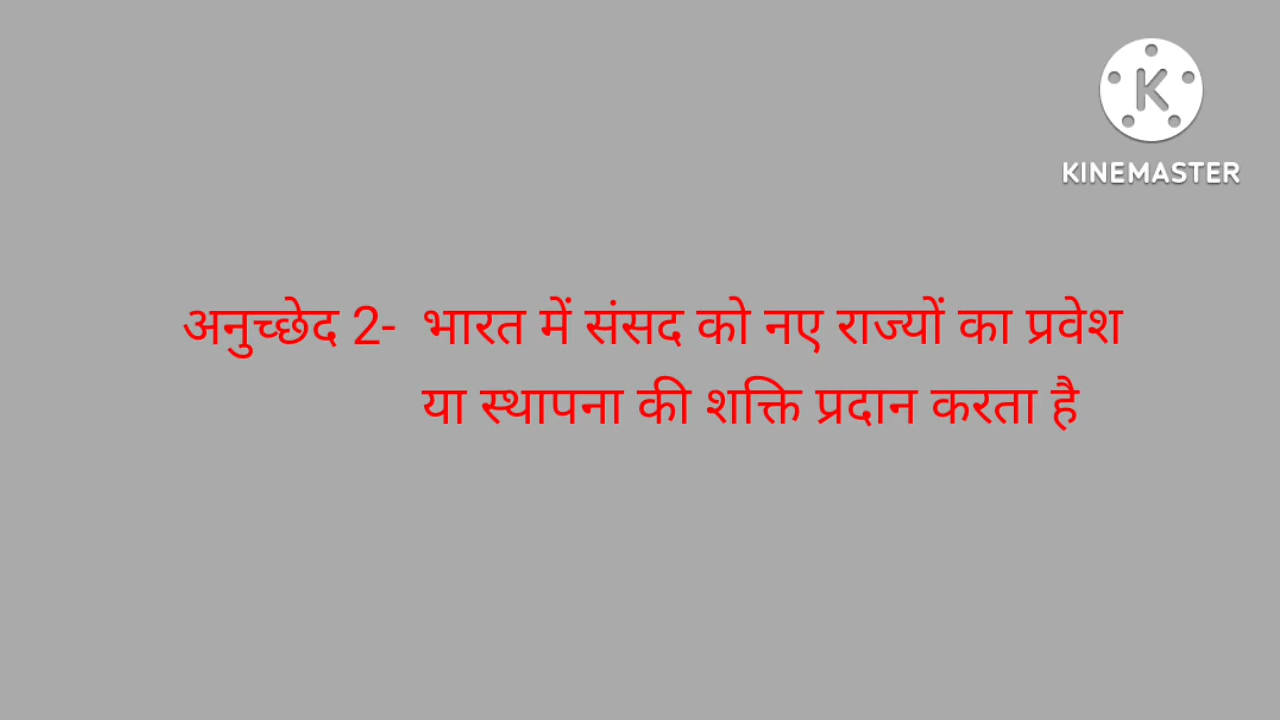 KINEMASTER
अनुच्छेद 2- भारत में संसद को नए राज्यों का प्रवेश
या स्थापना की शक्ति प्रदान करता है